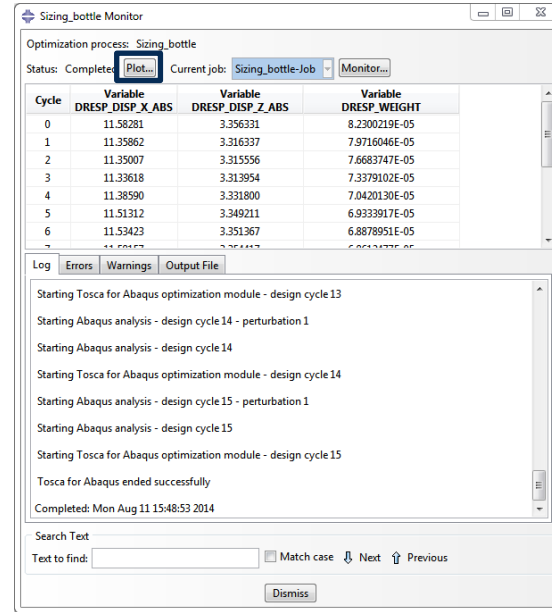 Sizing_bottle Monitor
Optimization process: Sizing_bottle
Status: Completed Plot... Current job: Sizing_bottle-Job Monitor...
Cycle Variable DRESP_DISP_X_ABS Variable DRESP_DISP_Z_ABS Variable DRESP_WEIGHT
0 11.58281 3.356331 8.2300219E-05
1 11.35862 3.316337 7.9716046E-05
2 11.35007 3.315556 7.6683747E-05
3 11.33618 3.313954 7.3379102E-05
4 11.38590 3.331800 7.0420130E-05
5 11.51312 3.349211 6.9333917E-05
6 11.53423 3.351367 6.8878951E-05
Log Errors Warnings Output File
Starting Tosca for Abaqus optimization module - design cycle 13
Starting Abaqus analysis - design cycle 14 - perturbation 1
Starting Abaqus analysis - design cycle 14
Starting Tosca for Abaqus optimization module - design cycle 14
Starting Abaqus analysis - design cycle 15 - perturbation 1
Starting Abaqus analysis - design cycle 15
Starting Tosca for Abaqus optimization module - design cycle 15
Tosca for Abaqus ended successfully
Completed: Mon Aug 11 15:48:53 2014
Search Text
Text to find: Match case Next Previous
Dismiss